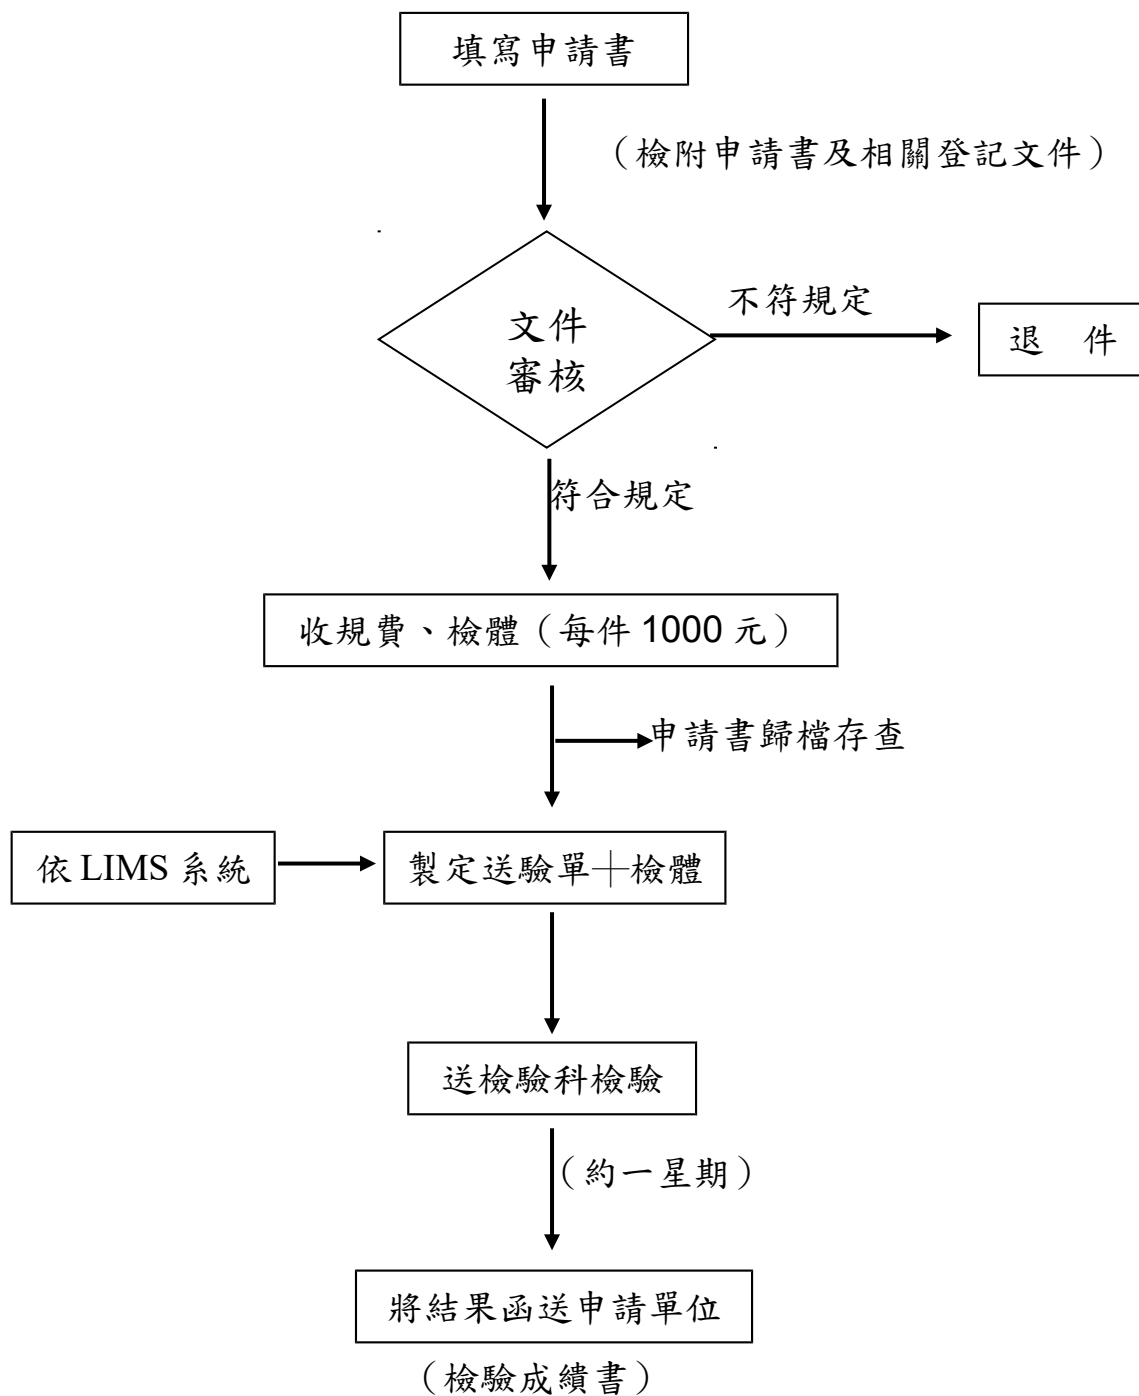 填寫申請書
（檢附申請書及相關登記文件）
文件
審核
不符規定
退　件
符合規定
收規費、檢體（每件 1000 元）
申請書歸檔存查
依 LIMS 系統
製定送驗單＋檢體
送檢驗科檢驗
（約一星期）
將結果函送申請單位
（檢驗成績書）